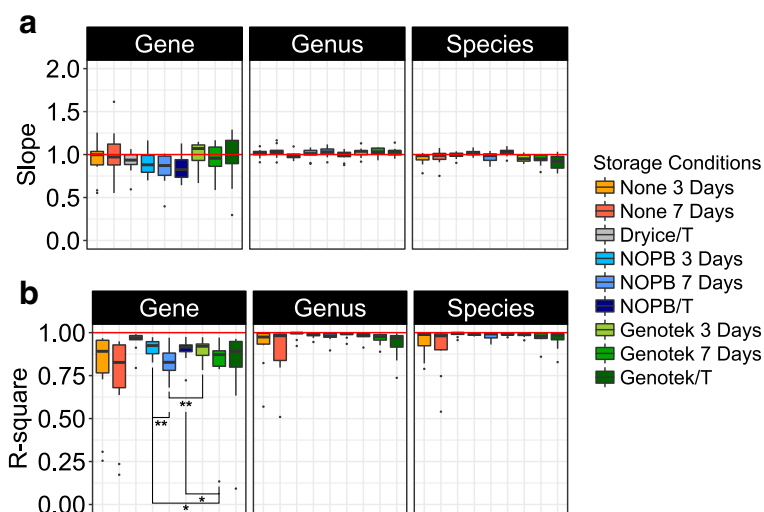 a
Gene Genus Species
2.0
1.5
1.0
0.5
0.0
Slope
Storage Conditions
None 3 Days
None 7 Days
Dryice/T
NOPB 3 Days
NOPB 7 Days
NOPB/T
Genotek 3 Days
Genotek 7 Days
Genotek/T
b
Gene Genus Species
1.00
0.75
0.50
0.25
0.00
R-square
**
**
*
*